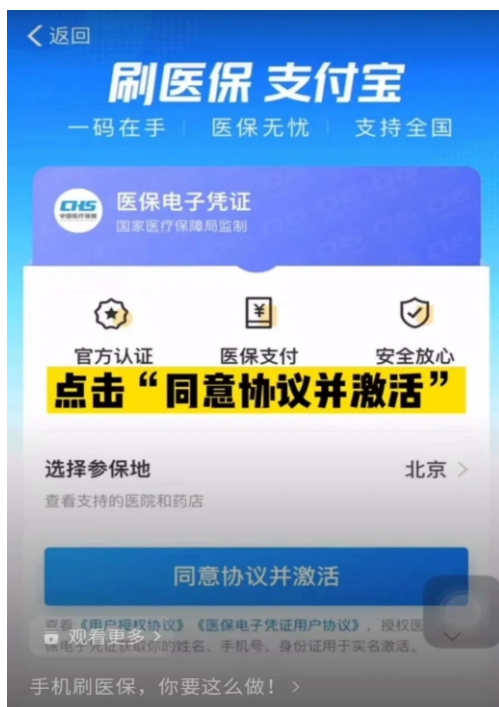 返回
刷医保 支付宝
一码在手 医保无忧 支持全国
CHS
中国医疗保障
医保电子凭证
国家医疗保障局监制
官方认证 医保支付 安全放心
点击“同意协议并激活”
选择参保地 北京
查看支持的医院和药店
同意协议并激活
查看《用户授权协议》《医保电子凭证用户协议》，授权医
保电子凭证获取你的姓名、手机号、身份证用于实名激活。
观看更多
手机刷医保，你要这么做！